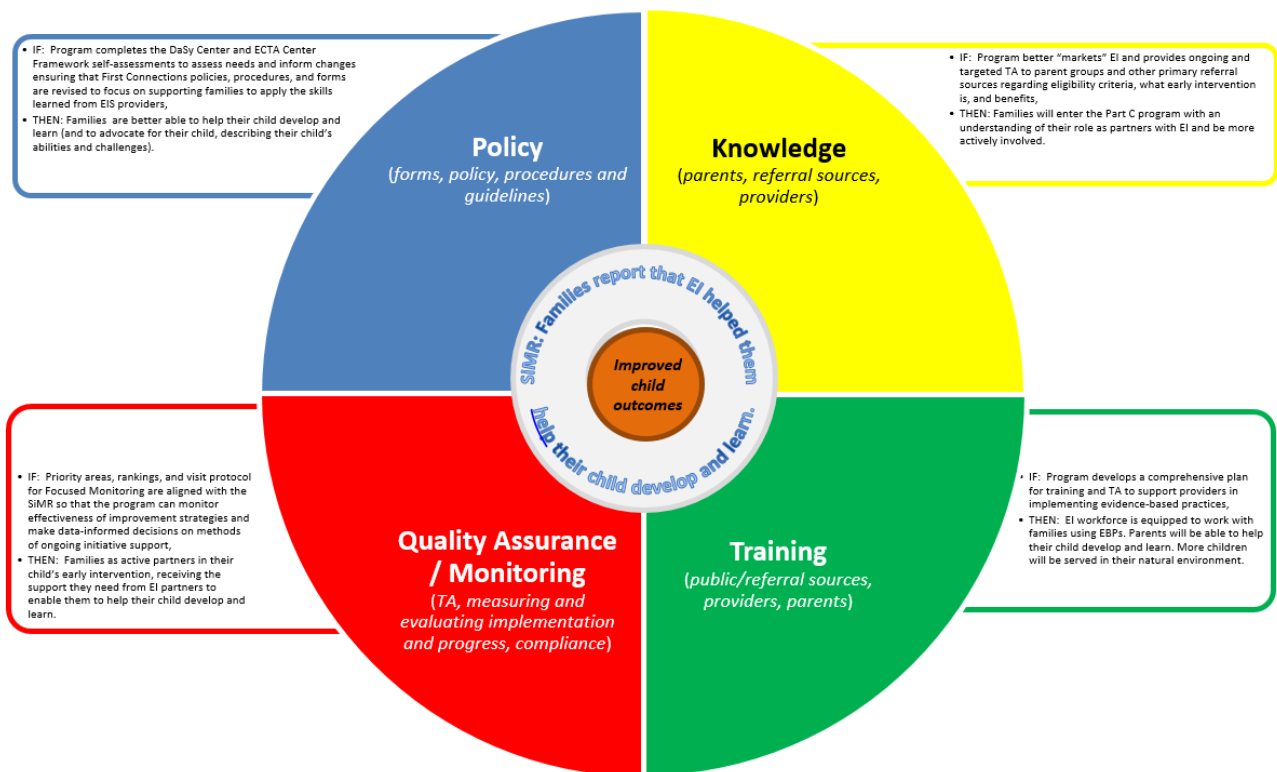 • IF: Program completes the DaSy Center and ECTA Center
Framework self-assessments to assess needs and inform changes
ensuring that First Connections policies, procedures, and forms
are revised to focus on supporting families to apply the skills
learned from EIS providers,
• THEN: Families are better able to help their child develop and
learn (and to advocate for their child, describing their child's
abilities and challenges).
Policy
(forms, policy, procedures and
guidelines)
• IF: Program better "markets" EI and provides ongoing and
targeted TA to parent groups and other primary referral
sources regarding eligibility criteria, what early intervention
is, and benefits,
• THEN: Families will enter the Part C program with an
understanding of their role as partners with EI and be more
actively involved.
Knowledge
(parents, referral sources,
providers)
SiMR: Families report that EI helped them
help their child develop and learn.
Improved
child
outcomes
• IF: Priority areas, rankings, and visit protocol
for Focused Monitoring are aligned with the
SiMR so that the program can monitor
effectiveness of improvement strategies and
make data-informed decisions on methods
of ongoing initiative support,
• THEN: Families as active partners in their
child's early intervention, receiving the
support they need from EI partners to
enable them to help their child develop and
learn.
Quality Assurance
/ Monitoring
(TA, measuring and
evaluating implementation
and progress, compliance)
Training
(public/referral sources,
providers, parents)
• IF: Program develops a comprehensive plan
for training and TA to support providers in
implementing evidence-based practices,
• THEN: EI workforce is equipped to work with
families using EBPs. Parents will be able to help
their child develop and learn. More children
will be served in their natural environment.